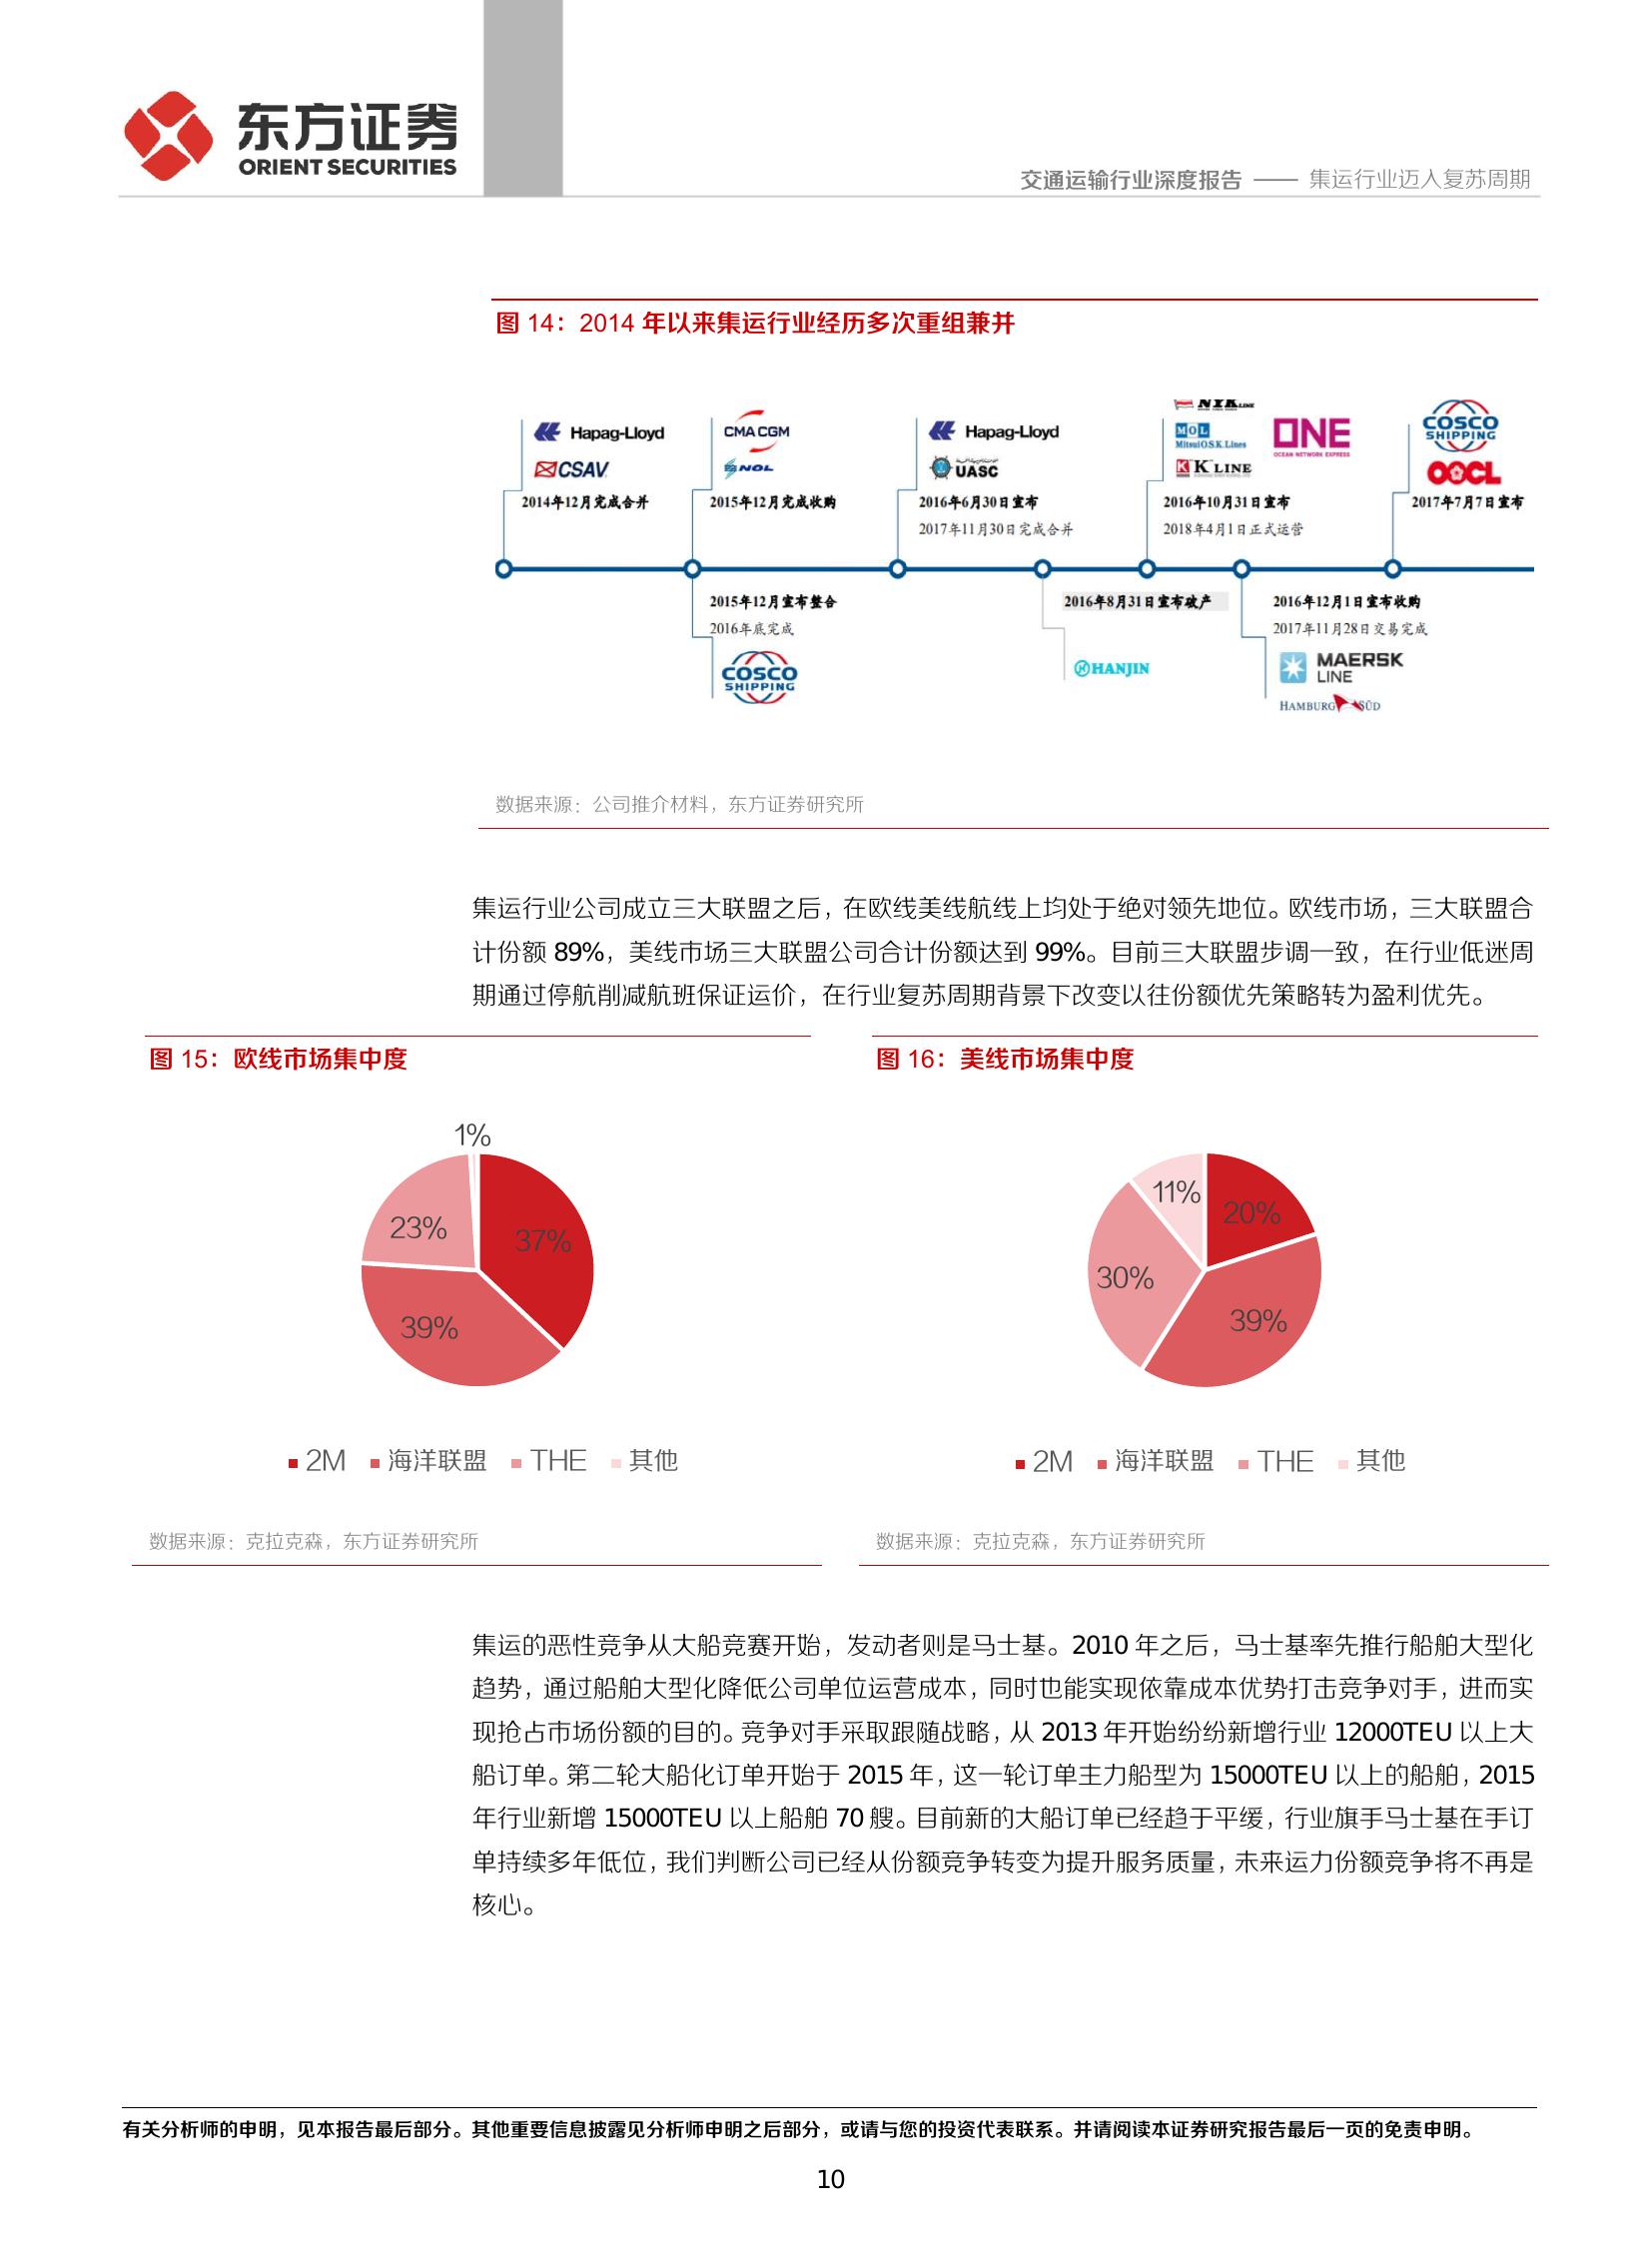 东方证券
ORIENT SECURITIES
交通运输行业深度报告 —— 集运行业迈入复苏周期
图 14：2014 年以来集运行业经历多次重组兼并
Hapag-Lloyd
CSAV
2014年12月完成合并
CMA CGM
NOL
2015年12月完成收购
Hapag-Lloyd
UASC
2016年6月30日宣布
2017年11月30日完成合并
NYK LINE
MOL
Mitsui O.S.K. Lines
K LINE
ONE
OCEAN NETWORK EXPRESS
2016年10月31日宣布
2018年4月1日正式运营
COSCO
SHIPPING
OOCL
2017年7月7日宣布
2015年12月宣布整合
2016年底完成
COSCO
SHIPPING
2016年8月31日宣布破产
HANJIN
2016年12月1日宣布收购
2017年11月28日交易完成
MAERSK
LINE
HAMBURG SÜD
数据来源：公司推介材料，东方证券研究所
集运行业公司成立三大联盟之后，在欧线美线航线上均处于绝对领先地位。欧线市场，三大联盟合
计份额 89%，美线市场三大联盟公司合计份额达到 99%。目前三大联盟步调一致，在行业低迷周
期通过停航削减航班保证运价，在行业复苏周期背景下改变以往份额优先策略转为盈利优先。
图 15：欧线市场集中度
1%
37%
23%
39%
2M 海洋联盟 THE 其他
数据来源：克拉克森，东方证券研究所
图 16：美线市场集中度
11%
20%
30%
39%
2M 海洋联盟 THE 其他
数据来源：克拉克森，东方证券研究所
集运的恶性竞争从大船竞赛开始，发动者则是马士基。2010 年之后，马士基率先推行船舶大型化
趋势，通过船舶大型化降低公司单位运营成本，同时也能实现依靠成本优势打击竞争对手，进而实
现抢占市场份额的目的。竞争对手采取跟随战略，从 2013 年开始纷纷新增行业 12000TEU 以上大
船订单。第二轮大船化订单开始于 2015 年，这一轮订单主力船型为 15000TEU 以上的船舶，2015
年行业新增 15000TEU 以上船舶 70 艘。目前新的大船订单已经趋于平缓，行业旗手马士基在手订
单持续多年低位，我们判断公司已经从份额竞争转变为提升服务质量，未来运力份额竞争将不再是
核心。
有关分析师的申明，见本报告最后部分。其他重要信息披露见分析师申明之后部分，或请与您的投资代表联系。并请阅读本证券研究报告最后一页的免责申明。
10